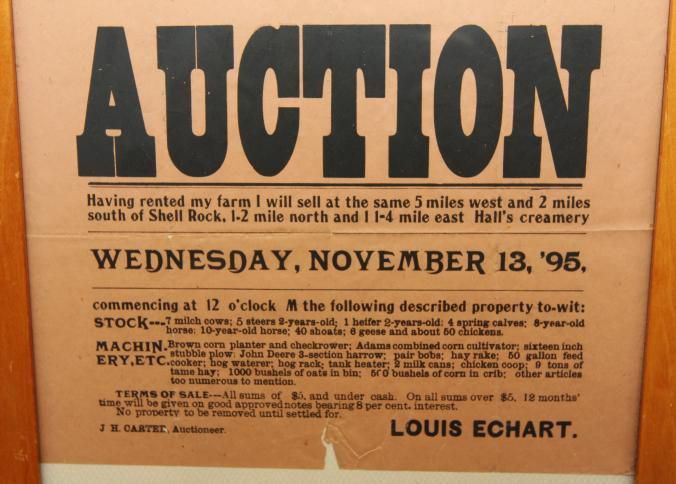 AUCTION
Having rented my farm I will sell at the same 5 miles west and 2 miles
south of Shell Rock, 1-2 mile north and 1 1-4 mile east Hall's creamery
WEDNESDAY, NOVEMBER 13, '95,
commencing at 12 o'clock M the following described property to-wit:
STOCK---7 milch cows; 5 steers 2-years-old; 1 heifer 2-years-old; 4 spring calves; 8-year-old
horse; 10-year-old horse; 40 shoats; 6 geese and about 50 chickens.
MACHIN- Brown corn planter and checkrower; Adams combined corn cultivator; sixteen inch
stubble plow; John Deere 3-section harrow; pair bobs; hay rake; 50 gallon feed
ERY, ETC. cooker; hog waterer; hog rack; tank heater; 2 milk cans; chicken coop; 9 tons of
tame hay; 1000 bushels of oats in bin; 500 bushels of corn in crib; other articles
too numerous to mention.
TERMS OF SALE---All sums of $5, and under cash. On all sums over $5, 12 months'
time will be given on good approved notes bearing 8 per cent. interest.
No property to be removed until settled for.
J H. CARTER, Auctioneer.
LOUIS ECHART.